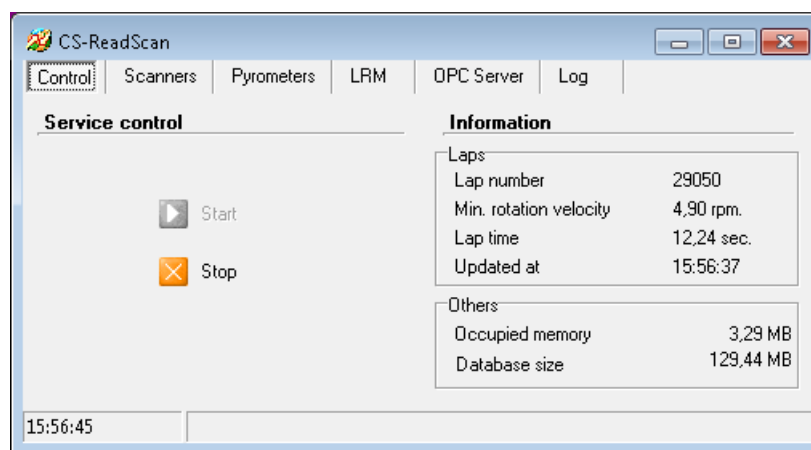 CS-ReadScan
Control Scanners Pyrometers LRM OPC Server Log
Service control
Start
Stop
Information
Laps
Lap number 29050
Min. rotation velocity 4,90 rpm.
Lap time 12,24 sec.
Updated at 15:56:37
Others
Occupied memory 3,29 MB
Database size 129,44 MB
15:56:45